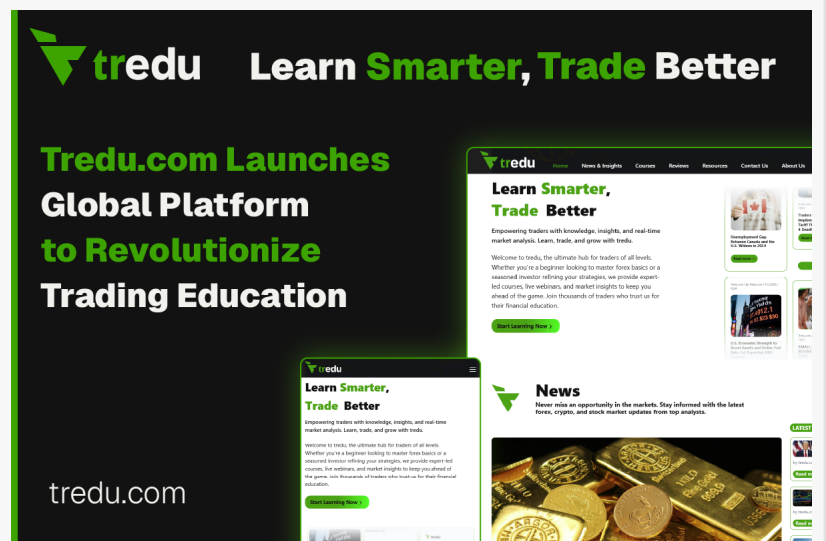 tredu
Learn Smarter, Trade Better
Tredu.com Launches
Global Platform
to Revolutionize
Trading Education
tredu.com
tredu
Home News & Insights Courses Reviews Resources Contact Us About Us
Learn Smarter,
Trade Better
Empowering traders with knowledge, insights, and real-time
market analysis. Learn, trade, and grow with tredu.
Welcome to tredu, the ultimate hub for traders of all levels.
Whether you're a beginner looking to master forex basics or a
seasoned investor refining your strategies, we provide expert-
led courses, live webinars, and market insights to keep you
ahead of the game. Join thousands of traders who trust us for
their financial education.
Start Learning Now >
Unemployment Gap
Between Canada and the
U.S. Widens in 2024
Read more
U.S. Economic Strength
News
Never miss an opportunity in the markets. Stay informed with the latest
forex, crypto, and stock market updates from top analysts.
LATEST
Read m
Read m
tredu
Learn Smarter,
Trade Better
Empowering traders with knowledge, insights, and real-time
market analysis. Learn, trade, and grow with tredu.
Welcome to tredu, the ultimate hub for traders of all levels.
Whether you're a beginner looking to master forex basics or a
seasoned investor refining your strategies, we provide expert-led
courses, live webinars, and market insights to keep you ahead of
the game. Join thousands of traders who trust us for their financial
education.
Start Learning Now >